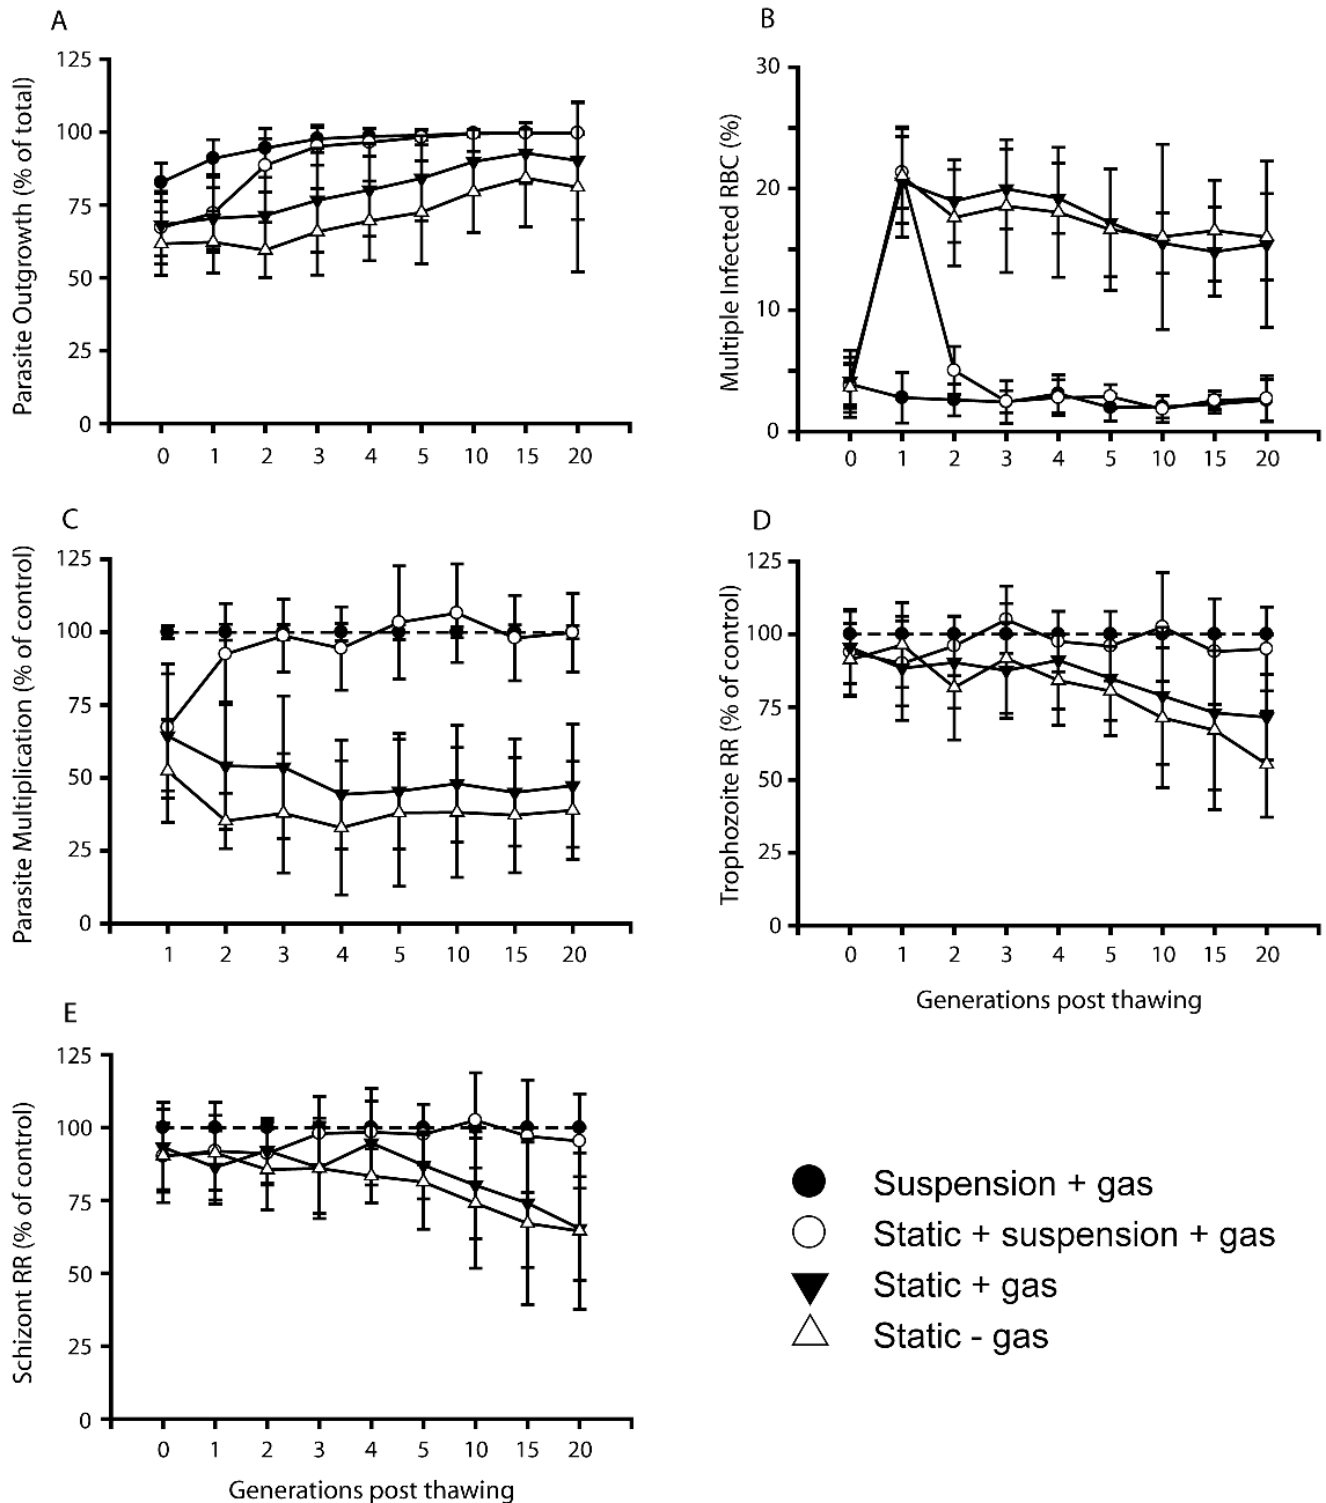 A
Parasite Outgrowth (% of total)
125
100
75
50
25
0
0 1 2 3 4 5 10 15 20
B
Multiple Infected RBC (%)
30
20
10
0
0 1 2 3 4 5 10 15 20
C
Parasite Multiplication (% of control)
125
100
75
50
25
0
1 2 3 4 5 10 15 20
D
Trophozoite RR (% of control)
125
100
75
50
25
0
0 1 2 3 4 5 10 15 20
Generations post thawing
E
Schizont RR (% of control)
125
100
75
50
25
0
0 1 2 3 4 5 10 15 20
Generations post thawing
Suspension + gas
Static + suspension + gas
Static + gas
Static - gas